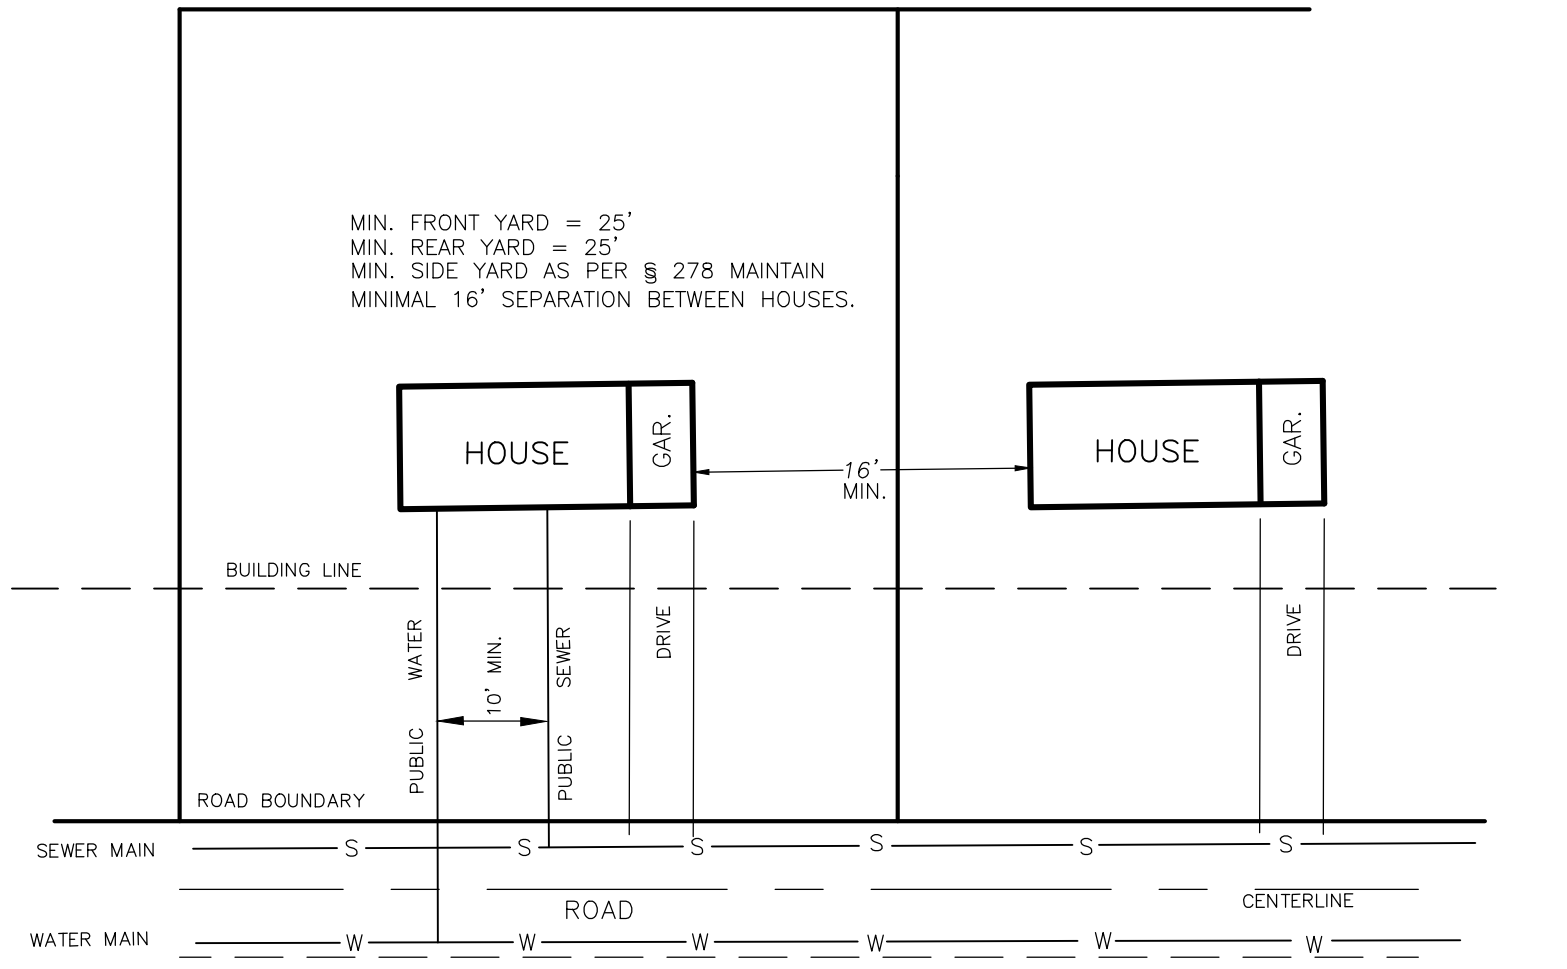 MIN. FRONT YARD = 25'
MIN. REAR YARD = 25'
MIN. SIDE YARD AS PER § 278 MAINTAIN
MINIMAL 16' SEPARATION BETWEEN HOUSES.
HOUSE
GAR.
16'
MIN.
HOUSE
GAR.
BUILDING LINE
PUBLIC WATER
10' MIN.
PUBLIC SEWER
DRIVE
DRIVE
ROAD BOUNDARY
SEWER MAIN
S S S S S S
CENTERLINE
ROAD
WATER MAIN
W W W W W W